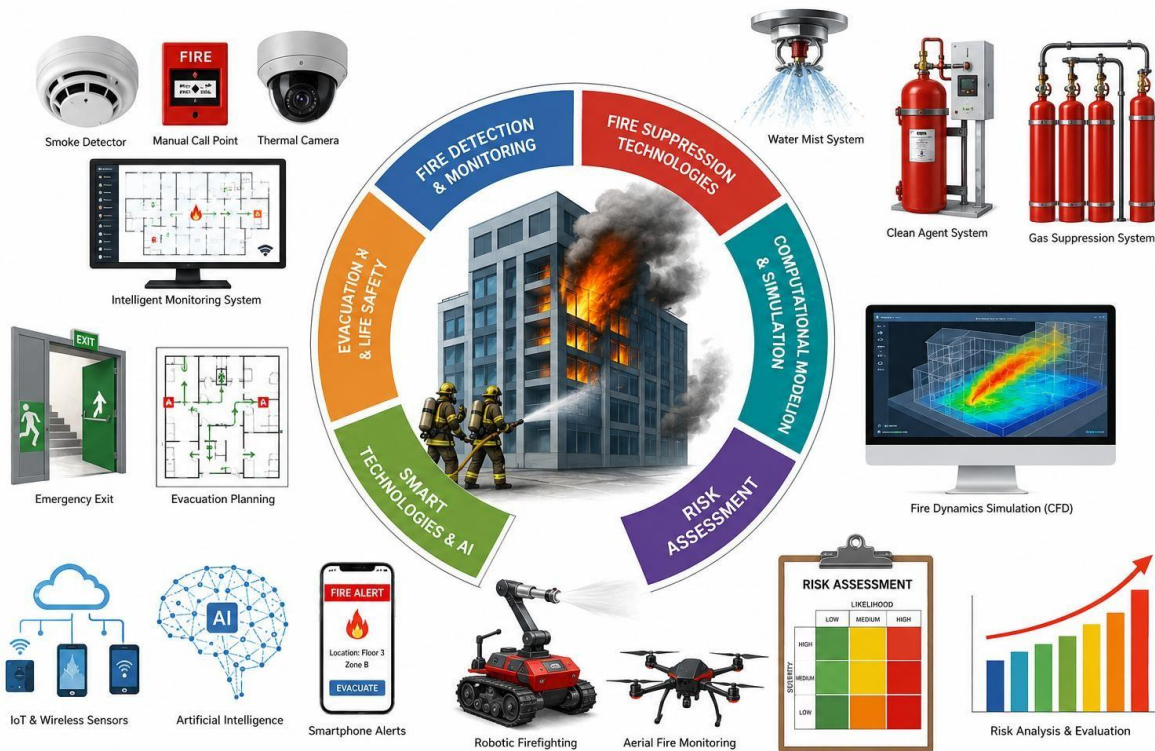 FIRE
Smoke Detector
Manual Call Point
Thermal Camera
Water Mist System
Clean Agent System
Gas Suppression System
FIRE DETECTION
& MONITORING
FIRE SUPPRESSION
TECHNOLOGIES
EVACUATION
& LIFE SAFETY
COMPUTATIONAL MODELION
& SIMULATION
SMART
TECHNOLOGIES & AI
RISK
ASSESSMENT
Intelligent Monitoring System
EXIT
Emergency Exit
Evacuation Planning
Fire Dynamics Simulation (CFD)
AI
FIRE ALERT
Location: Floor 3
Zone B
EVACUATE
IoT & Wireless Sensors
Artificial Intelligence
Smartphone Alerts
Robotic Firefighting
Aerial Fire Monitoring
RISK ASSESSMENT
LIKELIHOOD
LOW MEDIUM HIGH
HIGH
MEDIUM
LOW
Risk Analysis & Evaluation